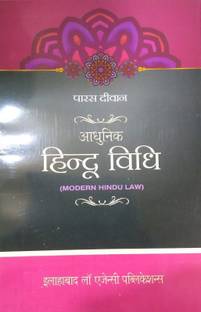 पारस दीवान
आधुनिक
हिन्दू विधि
(MODERN HINDU LAW)
इलाहाबाद लॉ एजेन्सी पब्लिकेशन्स